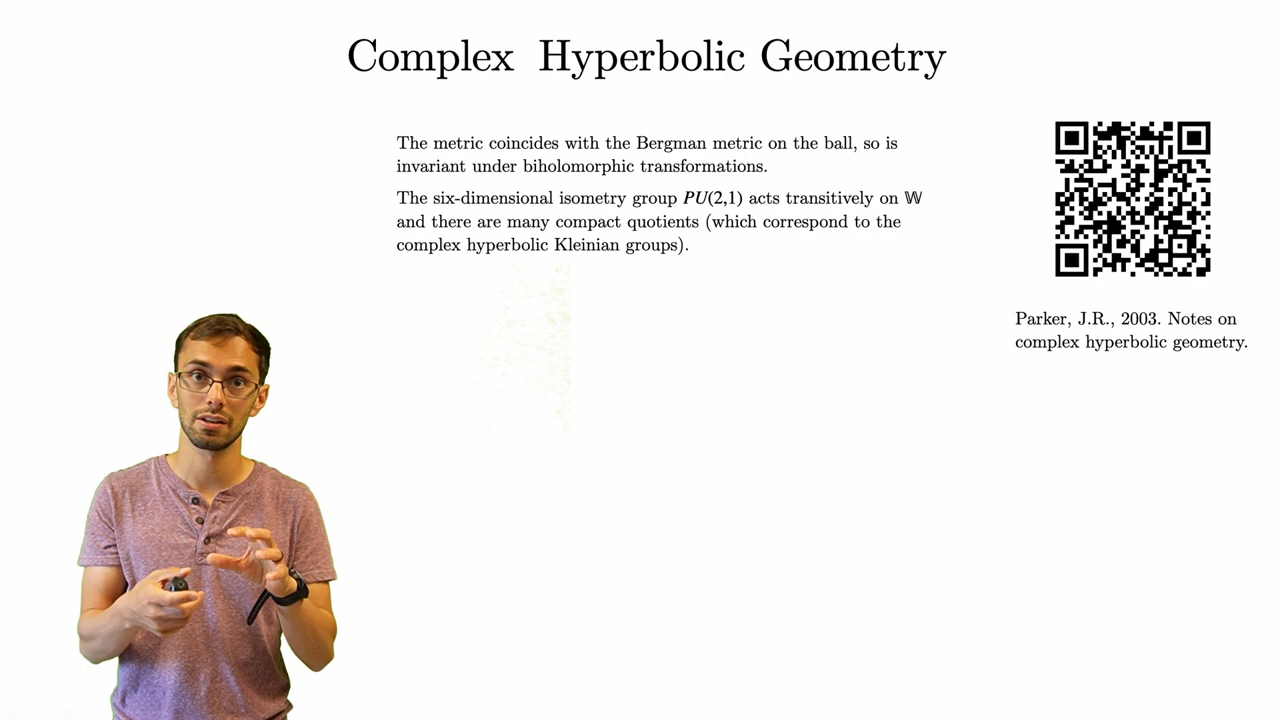 Complex Hyperbolic Geometry
The metric coincides with the Bergman metric on the ball, so is
invariant under biholomorphic transformations.
The six-dimensional isometry group PU(2,1) acts transitively on 𝕎
and there are many compact quotients (which correspond to the
complex hyperbolic Kleinian groups).
Parker, J.R., 2003. Notes on
complex hyperbolic geometry.